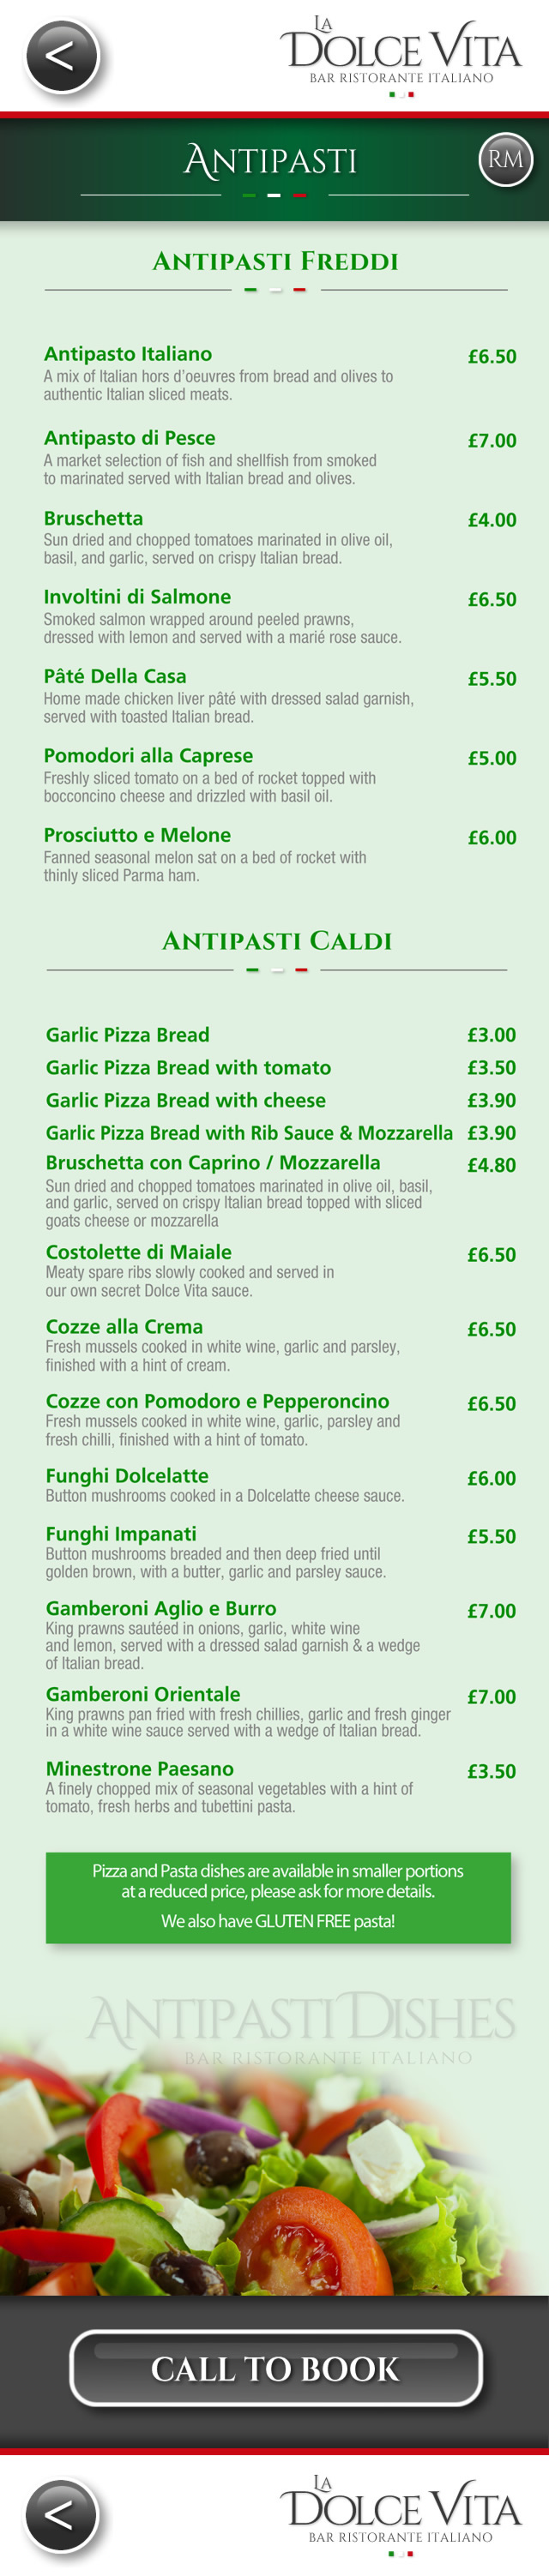 <
LA
DOLCE VITA
BAR RISTORANTE ITALIANO
ANTIPASTI
RM
ANTIPASTI FREDDI
Antipasto Italiano £6.50
A mix of Italian hors d'oeuvres from bread and olives to
authentic Italian sliced meats.
Antipasto di Pesce £7.00
A market selection of fish and shellfish from smoked
to marinated served with Italian bread and olives.
Bruschetta £4.00
Sun dried and chopped tomatoes marinated in olive oil,
basil, and garlic, served on crispy Italian bread.
Involtini di Salmone £6.50
Smoked salmon wrapped around peeled prawns,
dressed with lemon and served with a marié rose sauce.
Pâté Della Casa £5.50
Home made chicken liver pâté with dressed salad garnish,
served with toasted Italian bread.
Pomodori alla Caprese £5.00
Freshly sliced tomato on a bed of rocket topped with
bocconcino cheese and drizzled with basil oil.
Prosciutto e Melone £6.00
Fanned seasonal melon sat on a bed of rocket with
thinly sliced Parma ham.
ANTIPASTI CALDI
Garlic Pizza Bread £3.00
Garlic Pizza Bread with tomato £3.50
Garlic Pizza Bread with cheese £3.90
Garlic Pizza Bread with Rib Sauce & Mozzarella £3.90
Bruschetta con Caprino / Mozzarella £4.80
Sun dried and chopped tomatoes marinated in olive oil, basil,
and garlic, served on crispy Italian bread topped with sliced
goats cheese or mozzarella
Costolette di Maiale £6.50
Meaty spare ribs slowly cooked and served in
our own secret Dolce Vita sauce.
Cozze alla Crema £6.50
Fresh mussels cooked in white wine, garlic and parsley,
finished with a hint of cream.
Cozze con Pomodoro e Pepperoncino £6.50
Fresh mussels cooked in white wine, garlic, parsley and
fresh chilli, finished with a hint of tomato.
Funghi Dolcelatte £6.00
Button mushrooms cooked in a Dolcelatte cheese sauce.
Funghi Impanati £5.50
Button mushrooms breaded and then deep fried until
golden brown, with a butter, garlic and parsley sauce.
Gamberoni Aglio e Burro £7.00
King prawns sautéed in onions, garlic, white wine
and lemon, served with a dressed salad garnish & a wedge
of Italian bread.
Gamberoni Orientale £7.00
King prawns pan fried with fresh chillies, garlic and fresh ginger
in a white wine sauce served with a wedge of Italian bread.
Minestrone Paesano £3.50
A finely chopped mix of seasonal vegetables with a hint of
tomato, fresh herbs and tubettini pasta.
Pizza and Pasta dishes are available in smaller portions
at a reduced price, please ask for more details.
We also have GLUTEN FREE pasta!
ANTIPASTI DISHES
BAR RISTORANTE ITALIANO
CALL TO BOOK
<
LA
DOLCE VITA
BAR RISTORANTE ITALIANO